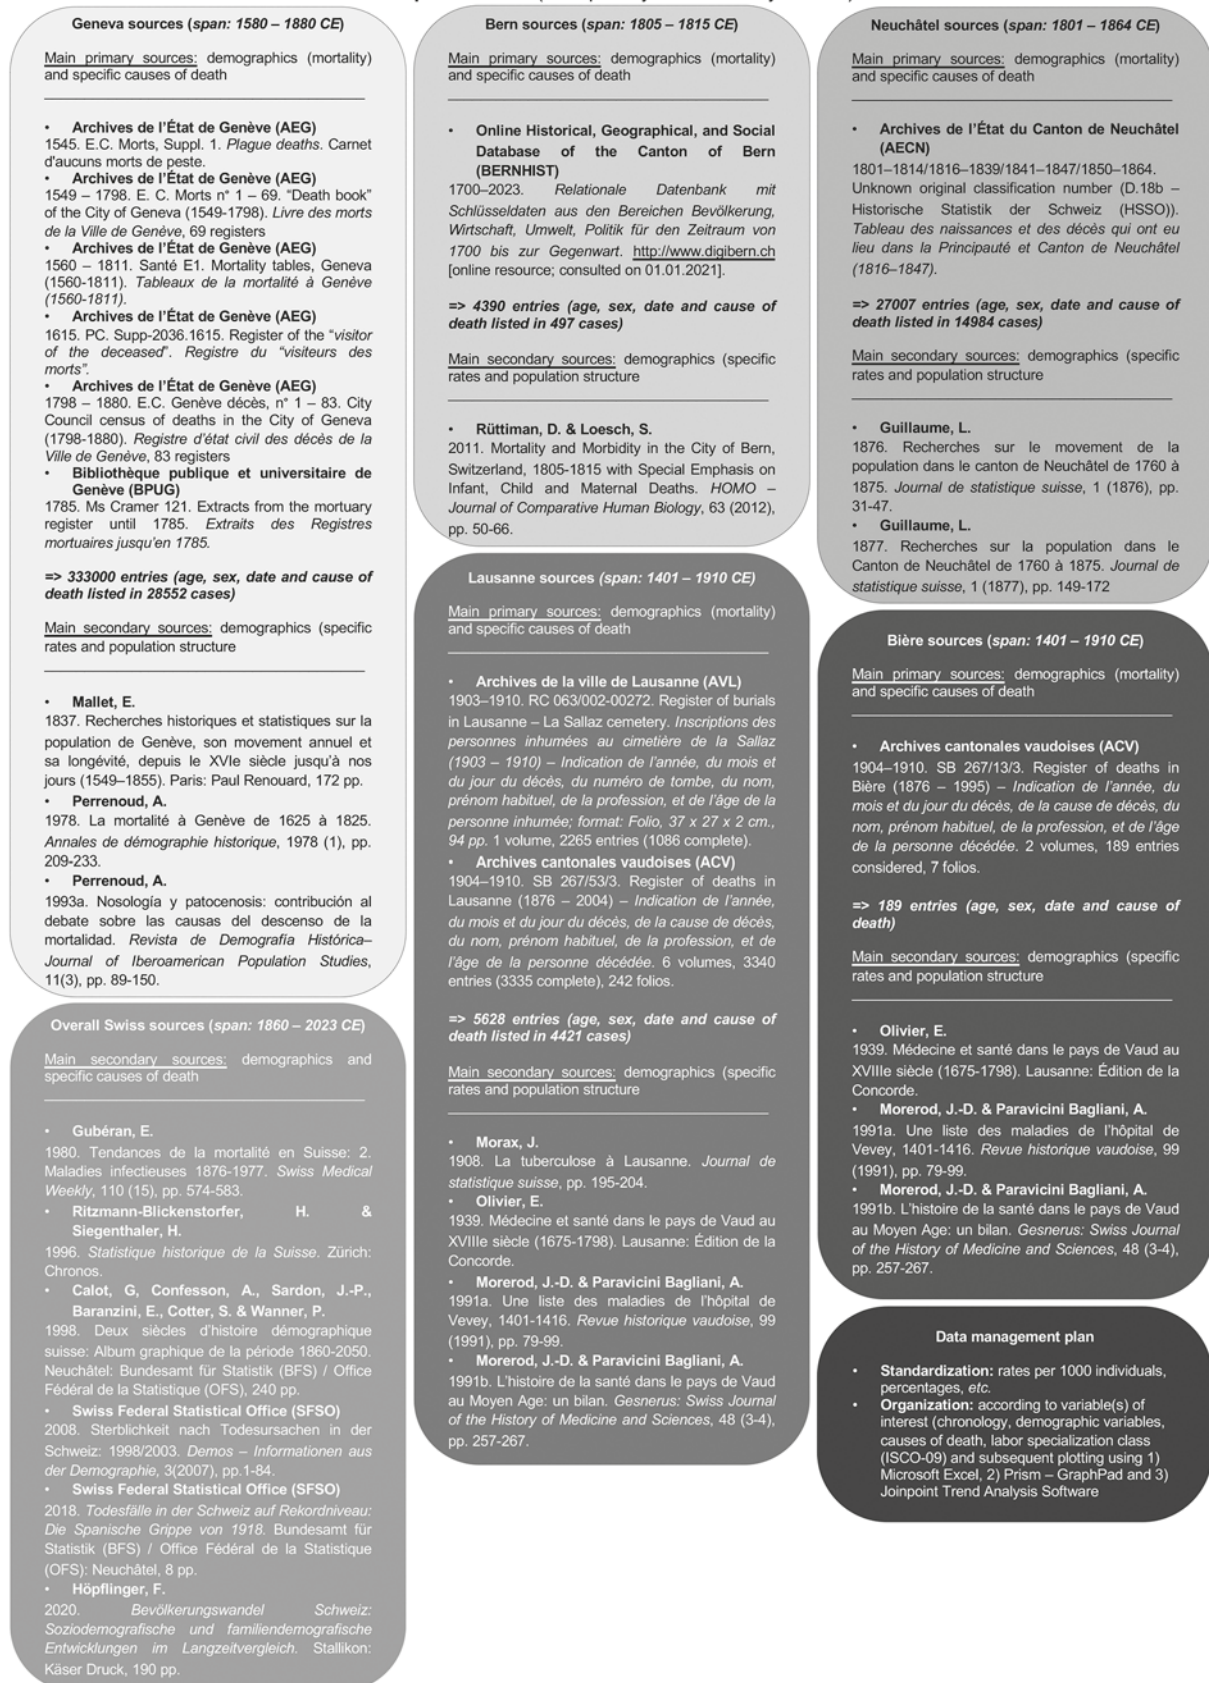 Geneva sources (span: 1580 – 1880 CE)
Main primary sources: demographics (mortality)
and specific causes of death
• Archives de l'État de Genève (AEG)
1545. E.C. Morts, Suppl. 1. Plague deaths. Carnet
d'aucuns morts de peste.
• Archives de l'État de Genève (AEG)
1549 – 1798. E. C. Morts n° 1 – 69. "Death book"
of the City of Geneva (1549-1798). Livre des morts
de la Ville de Genève, 69 registers
• Archives de l'État de Genève (AEG)
1560 – 1811. Santé E1. Mortality tables, Geneva
(1560-1811). Tableaux de la mortalité à Genève
(1560-1811).
• Archives de l'État de Genève (AEG)
1615. PC. Supp-2036.1615. Register of the "visitor
of the deceased". Registre du "visiteurs des
morts".
• Archives de l'État de Genève (AEG)
1798 – 1880. E.C. Genève décès, n° 1 – 83. City
Council census of deaths in the City of Geneva
(1798-1880). Registre d'état civil des décès de la
Ville de Genève, 83 registers
• Bibliothèque publique et universitaire de
Genève (BPUG)
1785. Ms Cramer 121. Extracts from the mortuary
register until 1785. Extraits des Registres
mortuaires jusqu'en 1785.
=> 333000 entries (age, sex, date and cause of
death listed in 28552 cases)
Main secondary sources: demographics (specific
rates and population structure
• Mallet, E.
1837. Recherches historiques et statistiques sur la
population de Genève, son movement annuel et
sa longévité, depuis le XVIe siècle jusqu'à nos
jours (1549–1855). Paris: Paul Renouard, 172 pp.
• Perrenoud, A.
1978. La mortalité à Genève de 1625 à 1825.
Annales de démographie historique, 1978 (1), pp.
209-233.
• Perrenoud, A.
1993a. Nosología y patocenosis: contribución al
debate sobre las causas del descenso de la
mortalidad. Revista de Demografía Histórica–
Journal of Iberoamerican Population Studies,
11(3), pp. 89-150.
Overall Swiss sources (span: 1860 – 2023 CE)
Main secondary sources: demographics and
specific causes of death
• Gubéran, E.
1980. Tendances de la mortalité en Suisse: 2.
Maladies infectieuses 1876-1977. Swiss Medical
Weekly, 110 (15), pp. 574-583.
• Ritzmann-Blickenstorfer, H. &
Siegenthaler, H.
1996. Statistique historique de la Suisse. Zürich:
Chronos.
• Calot, G, Confesson, A., Sardon, J.-P.,
Baranzini, E., Cotter, S. & Wanner, P.
1998. Deux siècles d'histoire démographique
suisse: Album graphique de la période 1860-2050.
Neuchâtel: Bundesamt für Statistik (BFS) / Office
Fédéral de la Statistique (OFS), 240 pp.
• Swiss Federal Statistical Office (SFSO)
2008. Sterblichkeit nach Todesursachen in der
Schweiz: 1998/2003. Demos – Informationen aus
der Demographie, 3(2007), pp.1-84.
• Swiss Federal Statistical Office (SFSO)
2018. Todesfälle in der Schweiz auf Rekordniveau:
Die Spanische Grippe von 1918. Bundesamt für
Statistik (BFS) / Office Fédéral de la Statistique
(OFS): Neuchâtel, 8 pp.
• Höpflinger, F.
2020. Bevölkerungswandel Schweiz:
Soziodemografische und familiendemografische
Entwicklungen im Langzeitvergleich. Stallikon:
Käser Druck, 190 pp.
Bern sources (span: 1805 – 1815 CE)
Main primary sources: demographics (mortality)
and specific causes of death
• Online Historical, Geographical, and Social
Database of the Canton of Bern
(BERNHIST)
1700–2023. Relationale Datenbank mit
Schlüsseldaten aus den Bereichen Bevölkerung,
Wirtschaft, Umwelt, Politik für den Zeitraum von
1700 bis zur Gegenwart. http://www.digibern.ch
[online resource; consulted on 01.01.2021].
=> 4390 entries (age, sex, date and cause of
death listed in 497 cases)
Main secondary sources: demographics (specific
rates and population structure
• Rüttiman, D. & Loesch, S.
2011. Mortality and Morbidity in the City of Bern,
Switzerland, 1805-1815 with Special Emphasis on
Infant, Child and Maternal Deaths. HOMO –
Journal of Comparative Human Biology, 63 (2012),
pp. 50-66.
Lausanne sources (span: 1401 – 1910 CE)
Main primary sources: demographics (mortality)
and specific causes of death
• Archives de la ville de Lausanne (AVL)
1903–1910. RC 063/002-00272. Register of burials
in Lausanne – La Sallaz cemetery. Inscriptions des
personnes inhumées au cimetière de la Sallaz
(1903 – 1910) – Indication de l'année, du mois et
du jour du décès, du numéro de tombe, du nom,
prénom habituel, de la profession, et de l'âge de la
personne inhumée; format: Folio, 37 x 27 x 2 cm.,
94 pp. 1 volume, 2265 entries (1086 complete).
• Archives cantonales vaudoises (ACV)
1904–1910. SB 267/53/3. Register of deaths in
Lausanne (1876 – 2004) – Indication de l'année,
du mois et du jour du décès, de la cause de décès,
du nom, prénom habituel, de la profession, et de
l'âge de la personne décédée. 6 volumes, 3340
entries (3335 complete), 242 folios.
=> 5628 entries (age, sex, date and cause of
death listed in 4421 cases)
Main secondary sources: demographics (specific
rates and population structure
• Morax, J.
1908. La tuberculose à Lausanne. Journal de
statistique suisse, pp. 195-204.
• Olivier, E.
1939. Médecine et santé dans le pays de Vaud au
XVIIIe siècle (1675-1798). Lausanne: Édition de la
Concorde.
• Morerod, J.-D. & Paravicini Bagliani, A.
1991a. Une liste des maladies de l'hôpital de
Vevey, 1401-1416. Revue historique vaudoise, 99
(1991), pp. 79-99.
• Morerod, J.-D. & Paravicini Bagliani, A.
1991b. L'histoire de la santé dans le pays de Vaud
au Moyen Age: un bilan. Gesnerus: Swiss Journal
of the History of Medicine and Sciences, 48 (3-4),
pp. 257-267.
Neuchâtel sources (span: 1801 – 1864 CE)
Main primary sources: demographics (mortality)
and specific causes of death
• Archives de l'État du Canton de Neuchâtel
(AECN)
1801–1814/1816–1839/1841–1847/1850–1864.
Unknown original classification number (D.18b –
Historische Statistik der Schweiz (HSSO)).
Tableau des naissances et des décès qui ont eu
lieu dans la Principauté et Canton de Neuchâtel
(1816–1847).
=> 27007 entries (age, sex, date and cause of
death listed in 14984 cases)
Main secondary sources: demographics (specific
rates and population structure
• Guillaume, L.
1876. Recherches sur le movement de la
population dans le canton de Neuchâtel de 1760 à
1875. Journal de statistique suisse, 1 (1876), pp.
31-47.
• Guillaume, L.
1877. Recherches sur la population dans le
Canton de Neuchâtel de 1760 à 1875. Journal de
statistique suisse, 1 (1877), pp. 149-172
Bière sources (span: 1401 – 1910 CE)
Main primary sources: demographics (mortality)
and specific causes of death
• Archives cantonales vaudoises (ACV)
1904–1910. SB 267/13/3. Register of deaths in
Bière (1876 – 1995) – Indication de l'année, du
mois et du jour du décès, de la cause de décès, du
nom, prénom habituel, de la profession, et de l'âge
de la personne décédée. 2 volumes, 189 entries
considered, 7 folios.
=> 189 entries (age, sex, date and cause of
death)
Main secondary sources: demographics (specific
rates and population structure
• Olivier, E.
1939. Médecine et santé dans le pays de Vaud au
XVIIIe siècle (1675-1798). Lausanne: Édition de la
Concorde.
• Morerod, J.-D. & Paravicini Bagliani, A.
1991a. Une liste des maladies de l'hôpital de
Vevey, 1401-1416. Revue historique vaudoise, 99
(1991), pp. 79-99.
• Morerod, J.-D. & Paravicini Bagliani, A.
1991b. L'histoire de la santé dans le pays de Vaud
au Moyen Age: un bilan. Gesnerus: Swiss Journal
of the History of Medicine and Sciences, 48 (3-4),
pp. 257-267.
Data management plan
• Standardization: rates per 1000 individuals,
percentages, etc.
• Organization: according to variable(s) of
interest (chronology, demographic variables,
causes of death, labor specialization class
(ISCO-09) and subsequent plotting using 1)
Microsoft Excel, 2) Prism – GraphPad and 3)
Joinpoint Trend Analysis Software